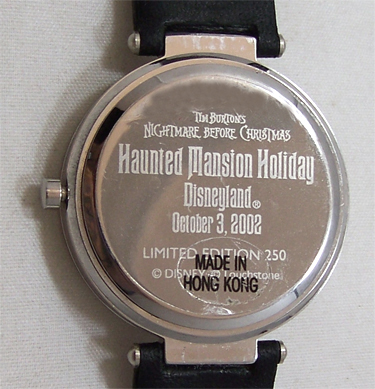 TIM BURTON'S
NIGHTMARE BEFORE CHRISTMAS
Haunted Mansion Holiday
Disneyland®
October 3, 2002
LIMITED EDITION 250
© DISNEY Touchstone
MADE IN
HONG KONG